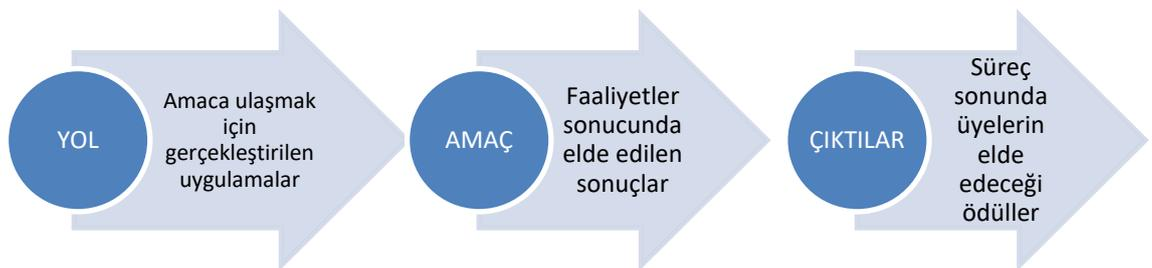 YOL
Amaca ulaşmak
için
gerçekleştirilen
uygulamalar
AMAÇ
Faaliyetler
sonucunda
elde edilen
sonuçlar
ÇIKTILAR
Süreç
sonunda
üyelerin
elde
edeceği
ödüller